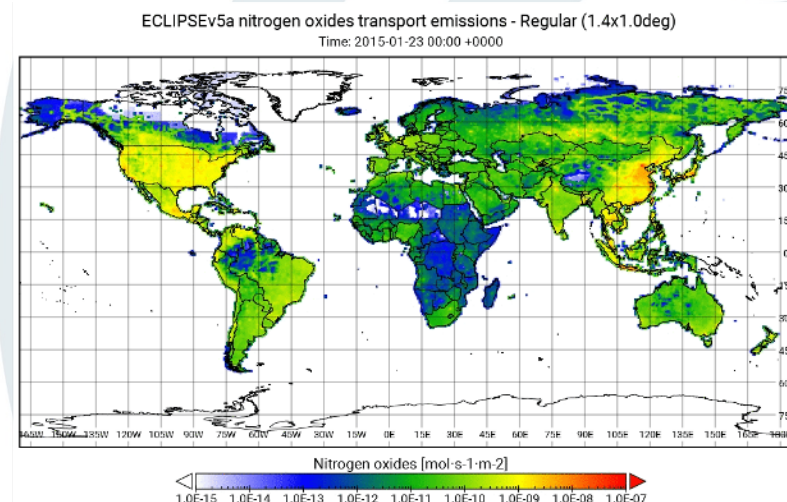 ECLIPSEv5a nitrogen oxides transport emissions - Regular (1.4x1.0deg)
Time: 2015-01-23 00:00 +0000
75
60
45
30
15
0
15
30
45
60
75
165W 150W 135W 120W 105W 90W 75W 60W 45W 30W 15W 0E 15E 30E 45E 60E 75E 90E 105E 120E 135E 150E 165E 180
Nitrogen oxides [mol·s-1·m-2]
1.0E-15 1.0E-14 1.0E-13 1.0E-12 1.0E-11 1.0E-10 1.0E-09 1.0E-08 1.0E-07